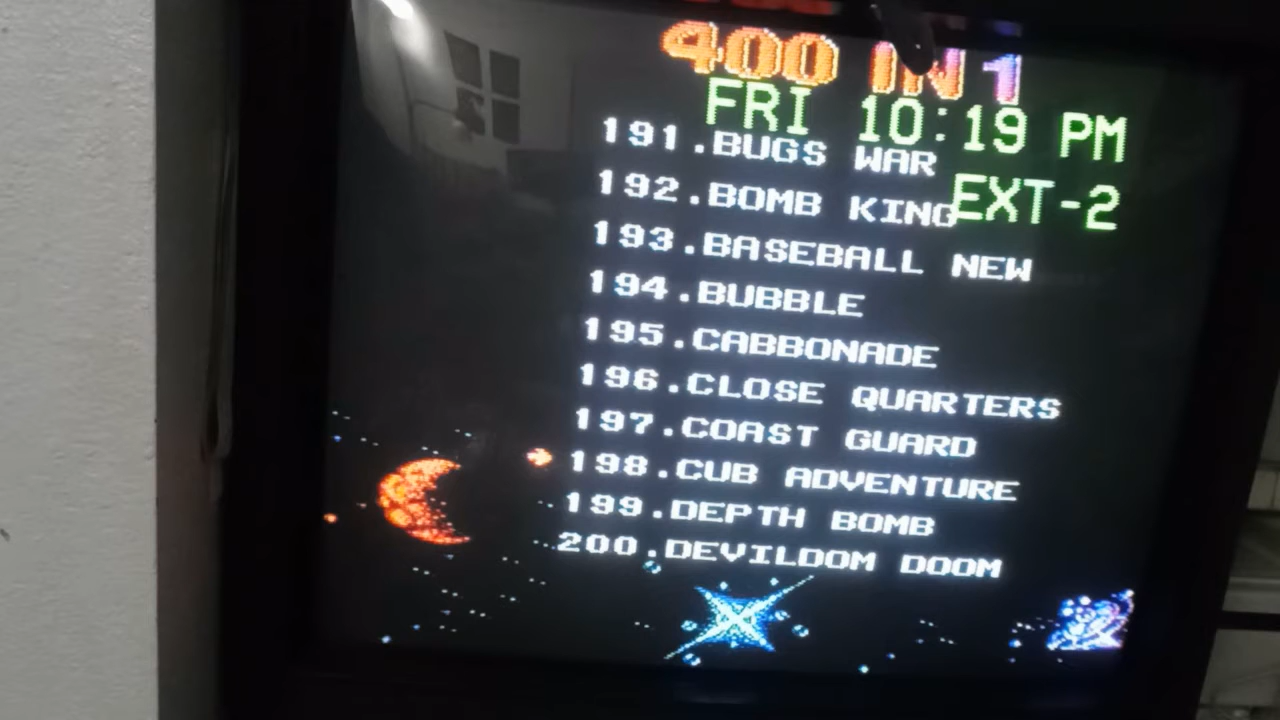 400 IN 1
FRI 10:19 PM
191.BUGS WAR
EXT-2
192.BOMB KING
193.BASEBALL NEW
194.BUBBLE
195.CABBONADE
196.CLOSE QUARTERS
197.COAST GUARD
198.CUB ADVENTURE
199.DEPTH BOMB
200.DEVILDOM DOOM